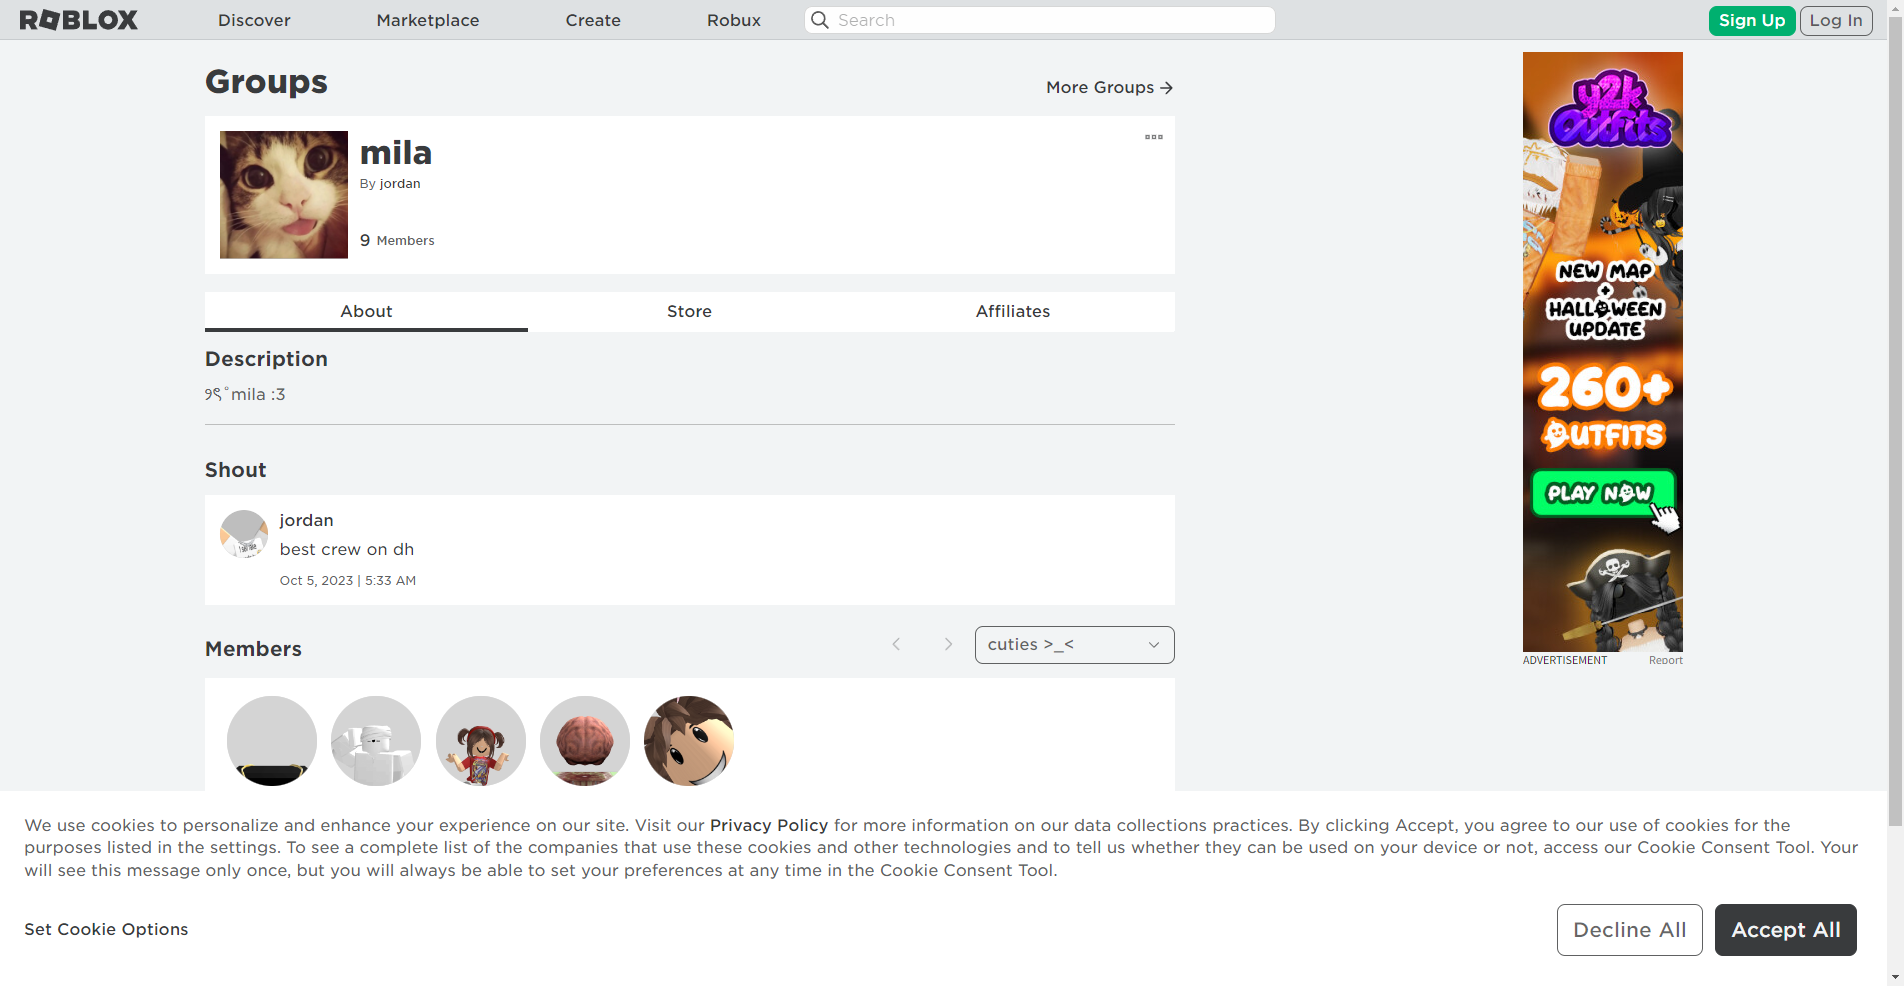 ROBLOX
Discover
Marketplace
Create
Robux
Search
Sign Up
Log In
Groups
More Groups
mila
By jordan
9 Members
About
Store
Affiliates
Description
୨ৎ˚mila :3
Shout
jordan
best crew on dh
Oct 5, 2023 | 5:33 AM
Members
cuties >_<
y2k
Outfits
NEW MAP
+
HALLOWEEN
UPDATE
260+
OUTFITS
PLAY NOW
ADVERTISEMENT
Report
We use cookies to personalize and enhance your experience on our site. Visit our Privacy Policy for more information on our data collections practices. By clicking Accept, you agree to our use of cookies for the
purposes listed in the settings. To see a complete list of the companies that use these cookies and other technologies and to tell us whether they can be used on your device or not, access our Cookie Consent Tool. Your
will see this message only once, but you will always be able to set your preferences at any time in the Cookie Consent Tool.
Set Cookie Options
Decline All
Accept All